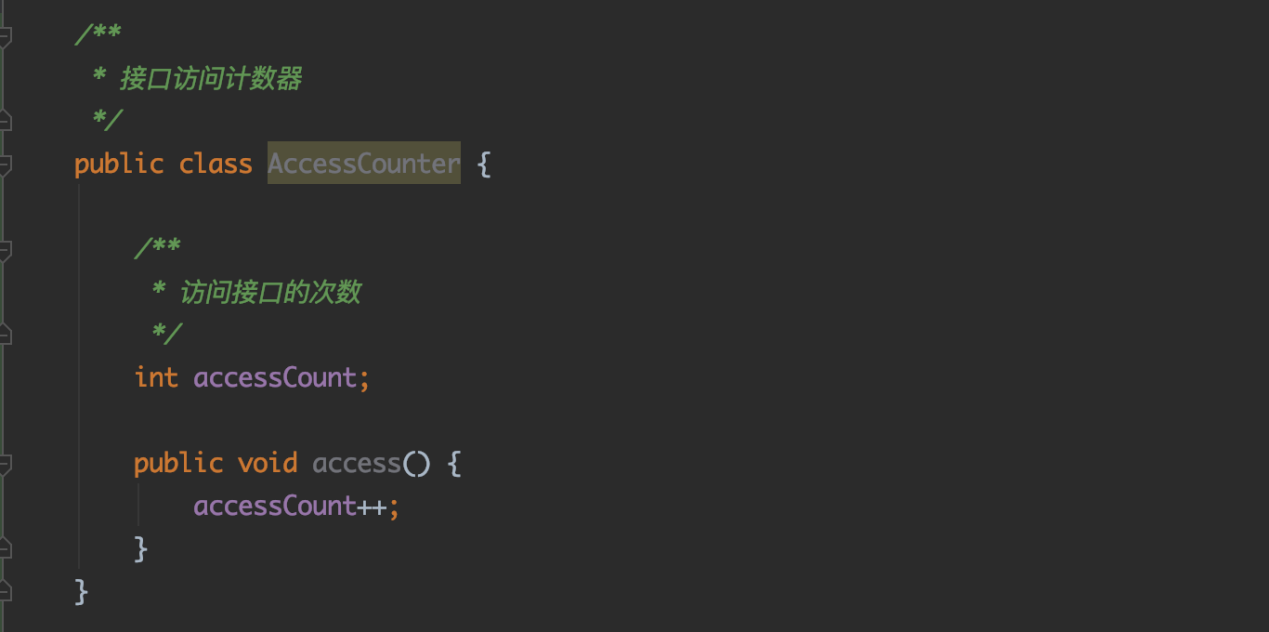 /**
 * 接口访问计数器
 */
public class AccessCounter {
    /**
     * 访问接口的次数
     */
    int accessCount;
    public void access() {
        accessCount++;
    }
}